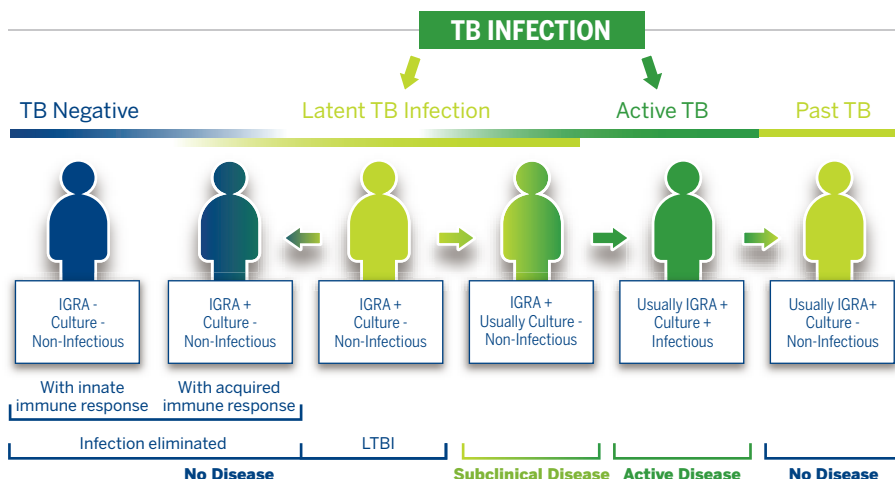 TB INFECTION
TB Negative
Latent TB Infection
Active TB
Past TB
IGRA -
Culture -
Non-Infectious
IGRA +
Culture -
Non-Infectious
IGRA +
Culture -
Non-Infectious
IGRA +
Usually Culture -
Non-Infectious
Usually IGRA +
Culture +
Infectious
Usually IGRA+
Culture -
Non-Infectious
With innate
immune response
With acquired
immune response
Infection eliminated
LTBI
No Disease
Subclinical Disease
Active Disease
No Disease